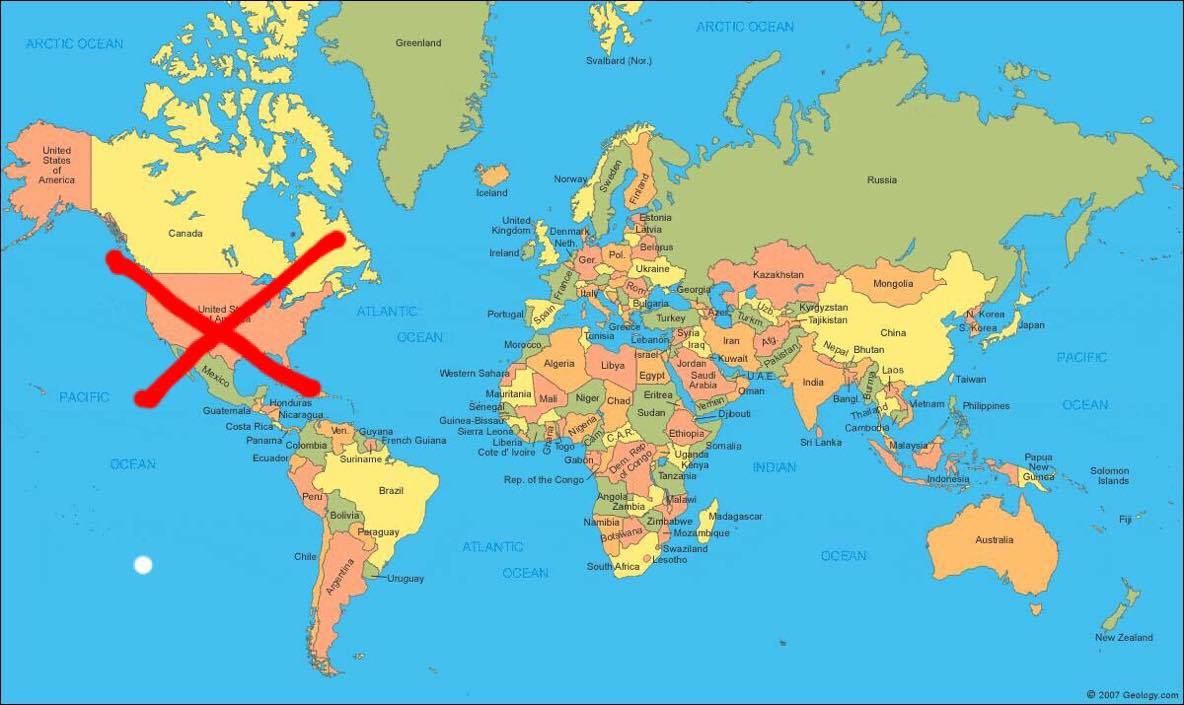 ARCTIC OCEAN
ARCTIC OCEAN
Greenland
Svalbard (Nor.)
United
States
of
America
Canada
Iceland
Norway
Sweden
Finland
Russia
Estonia
Latvia
United
Kingdom
Denmark
Neth.
Belarus
Ireland
Ger.
Pol.
Ukraine
France
Kazakhstan
Mongolia
Italy
Rom.
Georgia
Bulgaria
Portugal
Spain
Turkey
Azer.
Uzb.
Turkm.
Kyrgyzstan
Tajikistan
China
N. Korea
S. Korea
Japan
ATLANTIC
OCEAN
Greece
Tunisia
Lebanon
Syria
Iraq
Iran
Afg.
Pakistan
Nepal
Bhutan
PACIFIC
OCEAN
Morocco
Israel
Jordan
Kuwait
Algeria
Libya
Egypt
Saudi
Arabia
U.A.E.
Oman
India
Bangl.
Burma
Laos
Taiwan
Western Sahara
Mauritania
Mali
Niger
Chad
Sudan
Eritrea
Yemen
Djibouti
Thailand
Vietnam
Philippines
Cambodia
United
Mexico
PACIFIC
OCEAN
Guatemala
Honduras
Nicaragua
Costa Rica
Panama
Ven.
Guyana
French Guiana
Colombia
Suriname
Ecuador
Peru
Brazil
Bolivia
Paraguay
Chile
Argentina
Uruguay
Senegal
Guinea-Bissau
Sierra Leone
Liberia
Cote d' Ivoire
Ghana
Togo
Nigeria
Cam.
C.A.R.
Ethiopia
Somalia
Gabon
Rep. of the Congo
Dem. Rep.
of Congo
Uganda
Kenya
Tanzania
Angola
Zambia
Malawi
Namibia
Botswana
Zimbabwe
Mozambique
Madagascar
Swaziland
Lesotho
South Africa
ATLANTIC
OCEAN
INDIAN
OCEAN
Sri Lanka
Malaysia
Indonesia
Papua
New
Guinea
Solomon
Islands
Fiji
Australia
New Zealand
© 2007 Geology.com